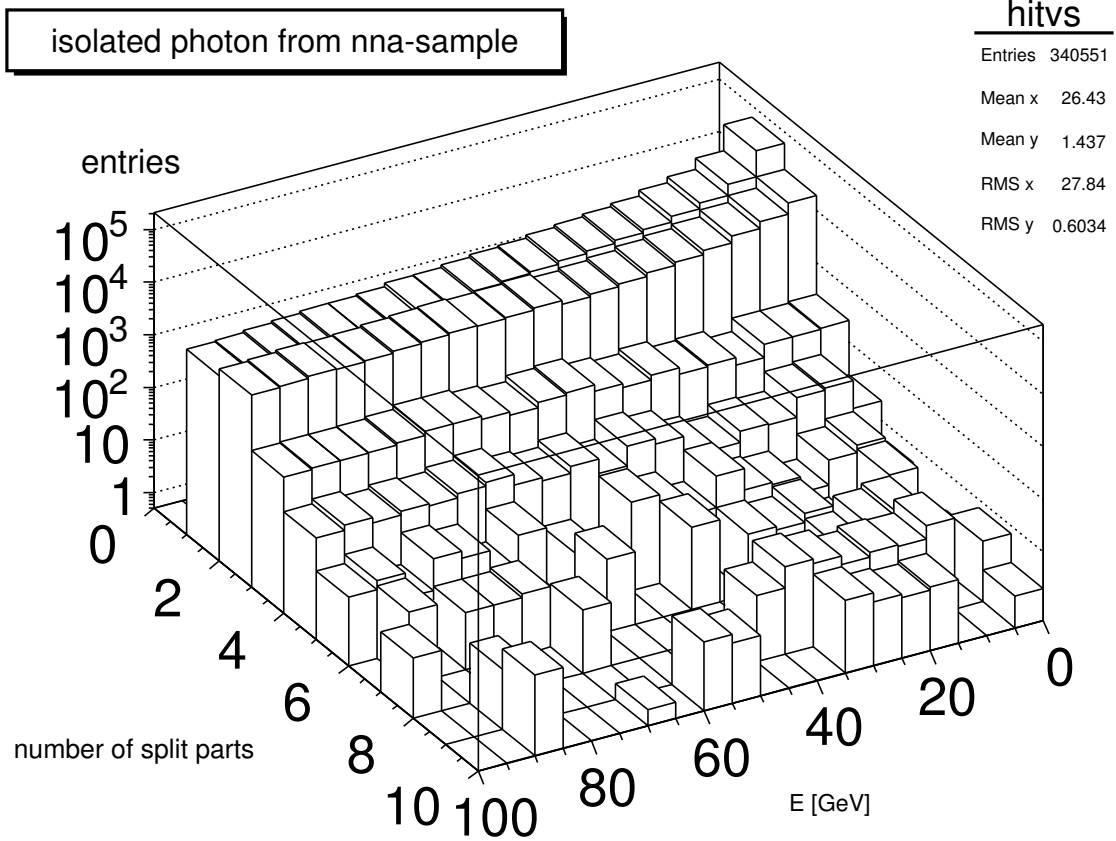 isolated photon from nna-sample
hitvs
Entries 340551
Mean x 26.43
Mean y 1.437
RMS x 27.84
RMS y 0.6034
entries
10^5
10^4
10^3
10^2
10
1
0
2
4
6
8
10
number of split parts
100
80
60
40
20
0
E [GeV]